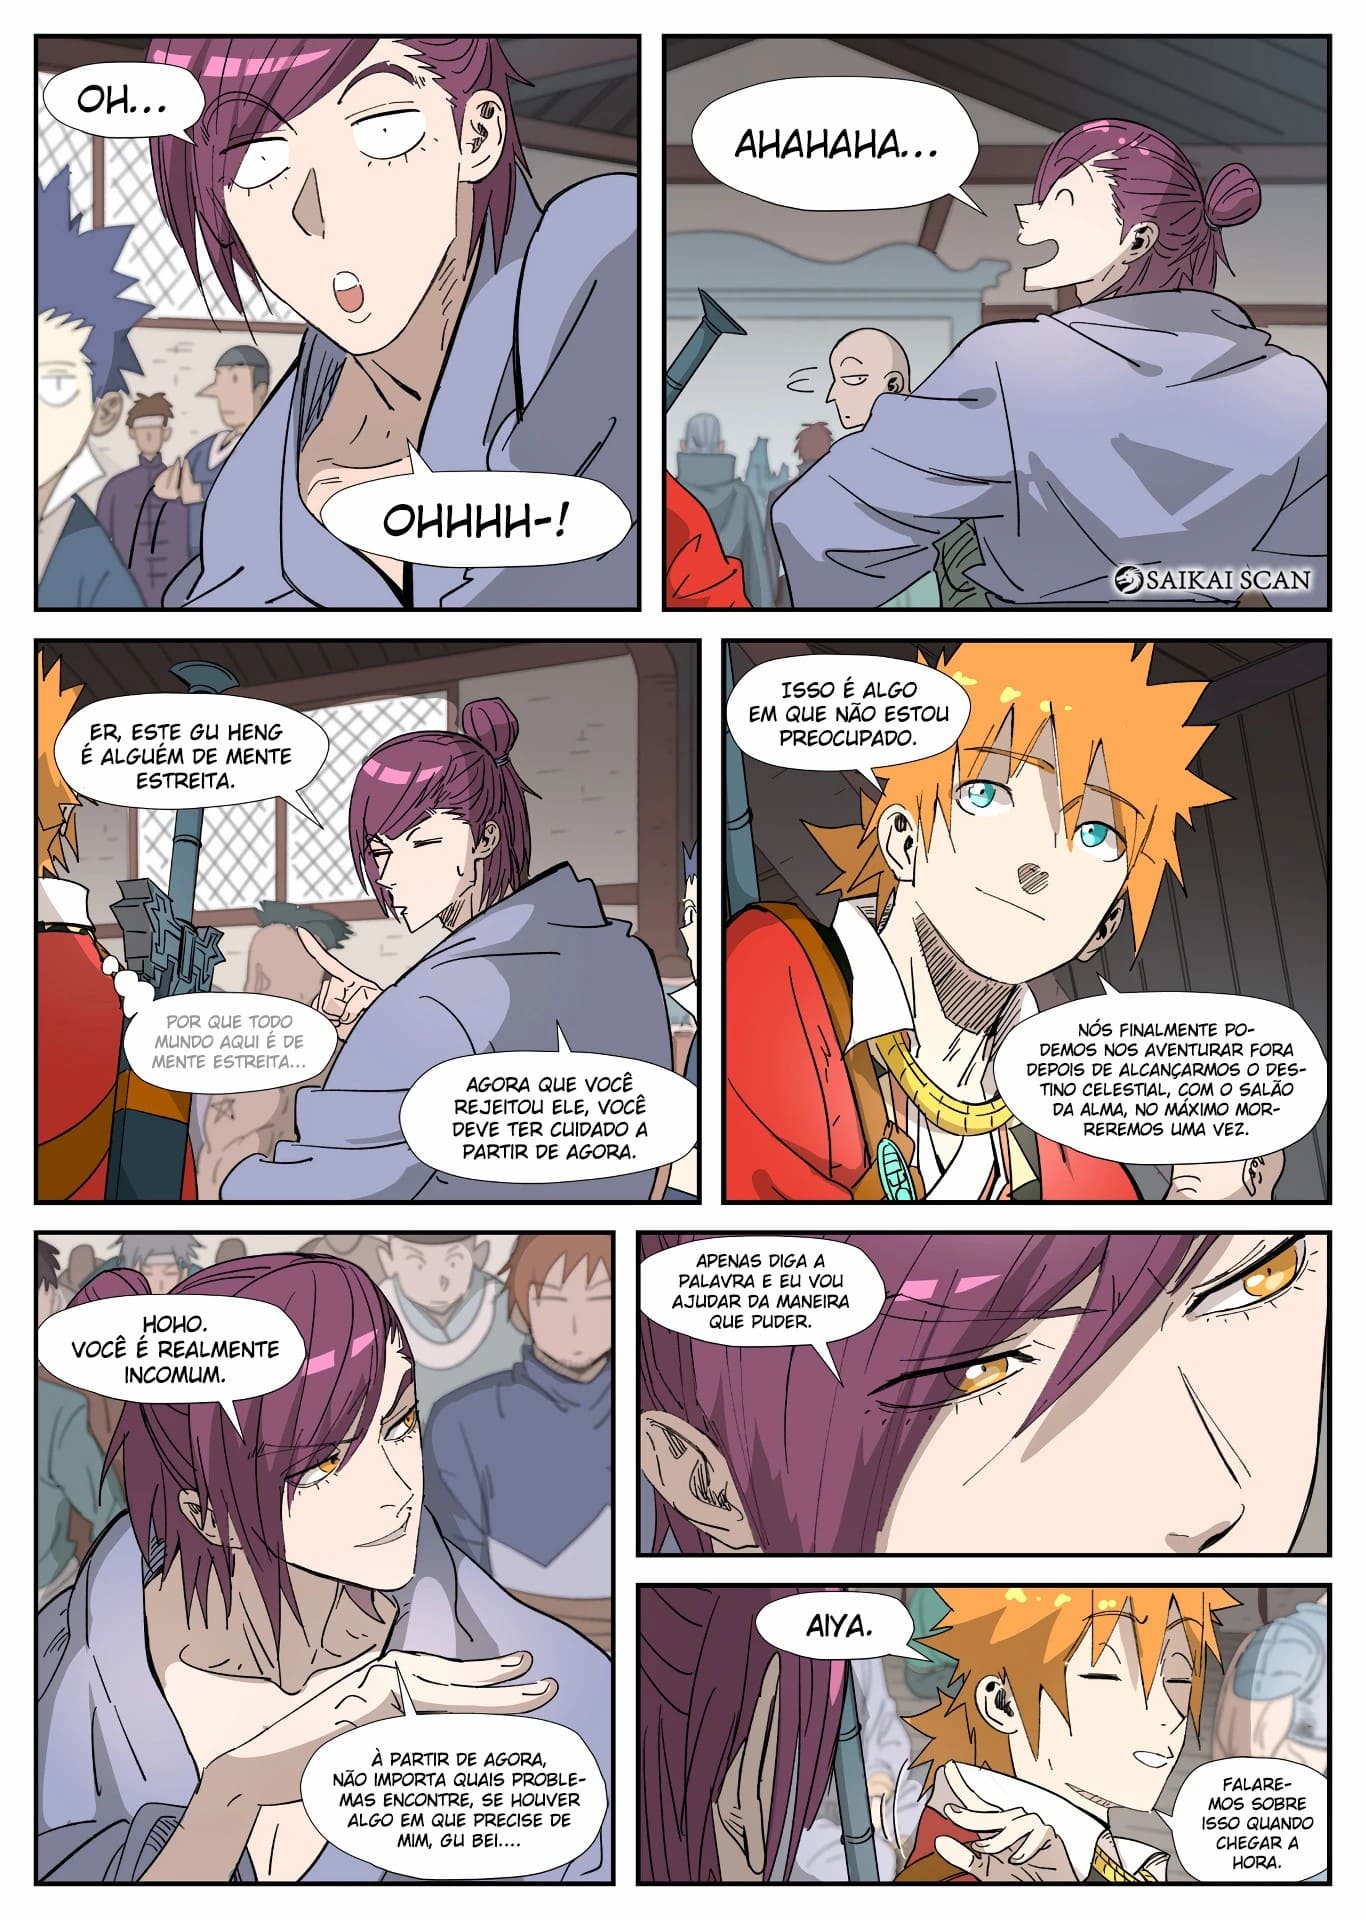 OH...
OHHHH-!
AHAHAHA...
SAIKAI SCAN
ER, ESTE GU HENG
É ALGUÉM DE MENTE
ESTREITA.
POR QUE TODO
MUNDO AQUI É DE
MENTE ESTREITA...
AGORA QUE VOCÊ
REJEITOU ELE, VOCÊ
DEVE TER CUIDADO A
PARTIR DE AGORA.
ISSO É ALGO
EM QUE NÃO ESTOU
PREOCUPADO.
NÓS FINALMENTE PO-
DEMOS NOS AVENTURAR FORA
DEPOIS DE ALCANÇARMOS O DES-
TINO CELESTIAL, COM O SALÃO
DA ALMA, NO MÁXIMO MOR-
REREMOS UMA VEZ.
HOHO.
VOCÊ É REALMENTE
INCOMUM.
À PARTIR DE AGORA,
NÃO IMPORTA QUAIS PROBLE-
MAS ENCONTRE, SE HOUVER
ALGO EM QUE PRECISE DE
MIM, GU BEI....
APENAS DIGA A
PALAVRA E EU VOU
AJUDAR DA MANEIRA
QUE PUDER.
AIYA.
FALARE-
MOS SOBRE
ISSO QUANDO
CHEGAR A
HORA.